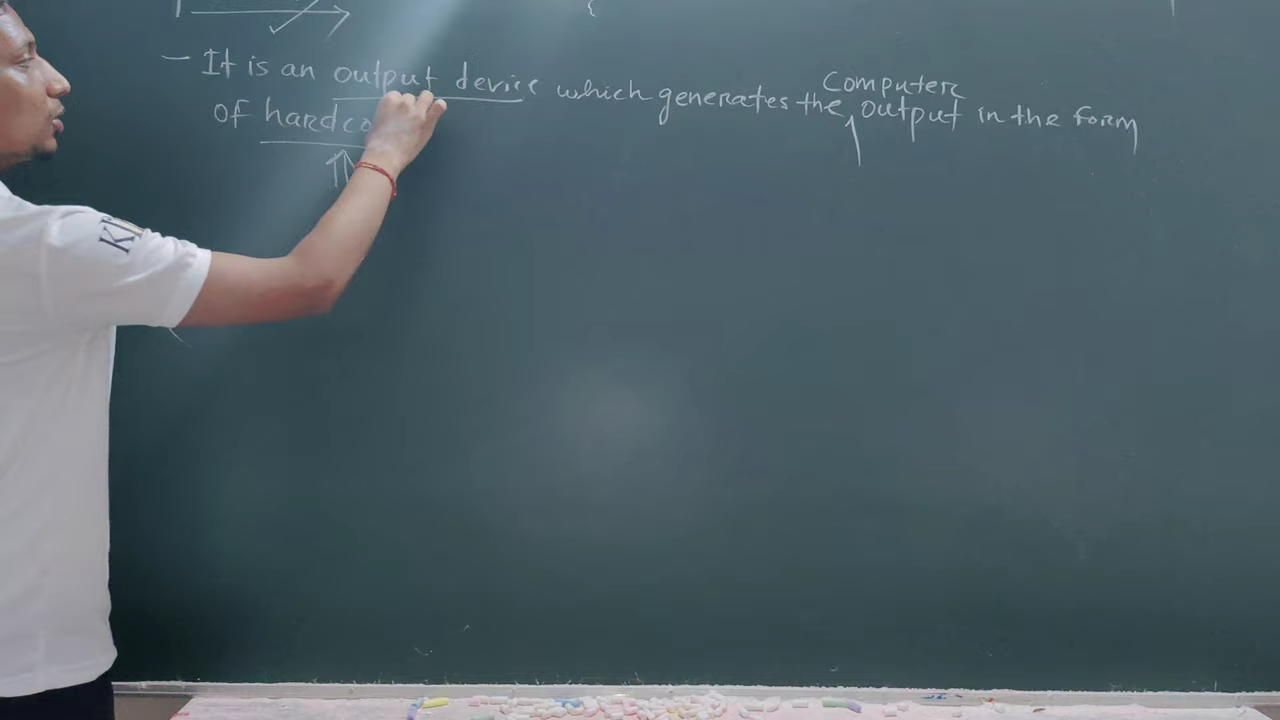 — It is an output device which generates the computer output in the form
of hardco